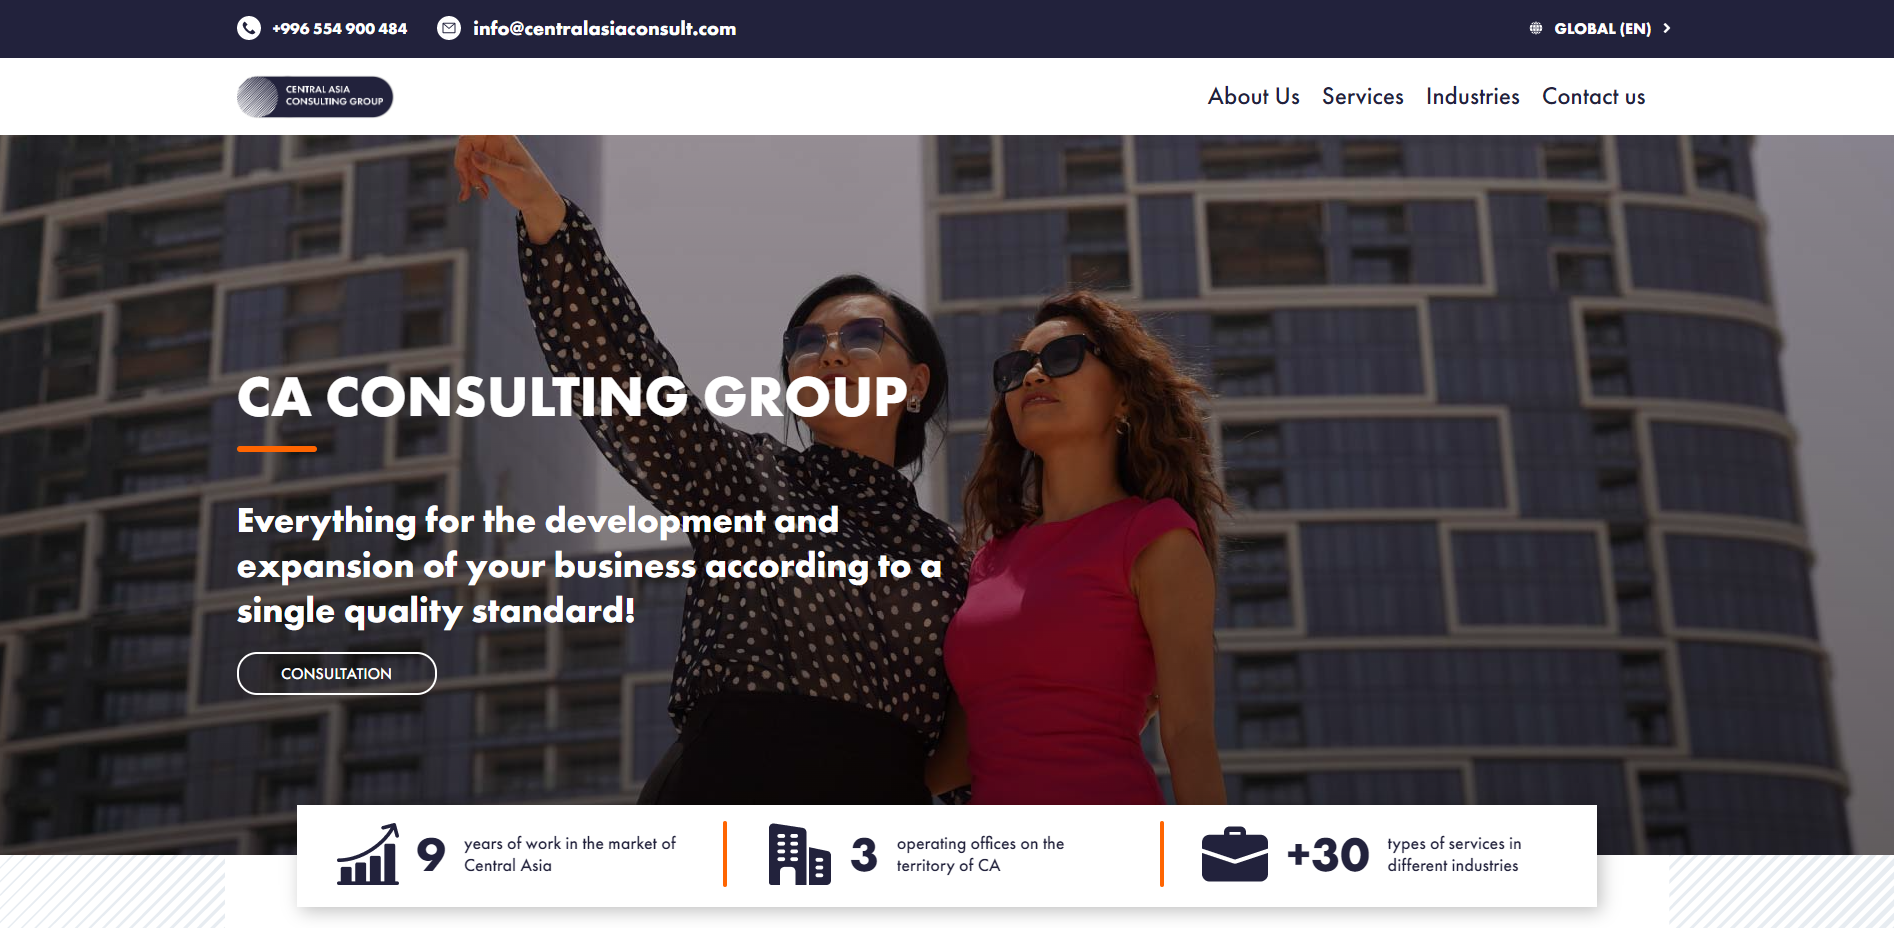 +996 554 900 484
info@centralasiaconsult.com
GLOBAL (EN)
CENTRAL ASIA
CONSULTING GROUP
About Us
Services
Industries
Contact us
CA CONSULTING GROUP
Everything for the development and
expansion of your business according to a
single quality standard!
CONSULTATION
9
years of work in the market of
Central Asia
3
operating offices on the
territory of CA
+30
types of services in
different industries